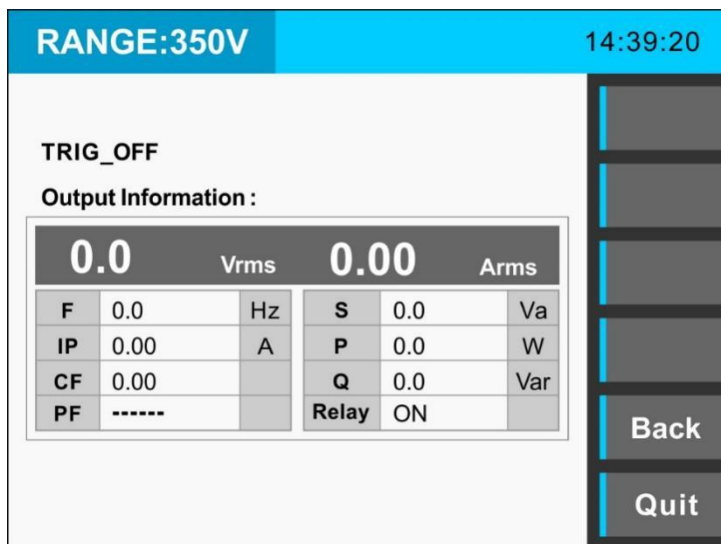 RANGE:350V 14:39:20
TRIG_OFF
Output Information :
0.0 Vrms 0.00 Arms
F 0.0 Hz S 0.0 Va
IP 0.00 A P 0.0 W
CF 0.00 Q 0.0 Var
PF ------ Relay ON
Back
Quit